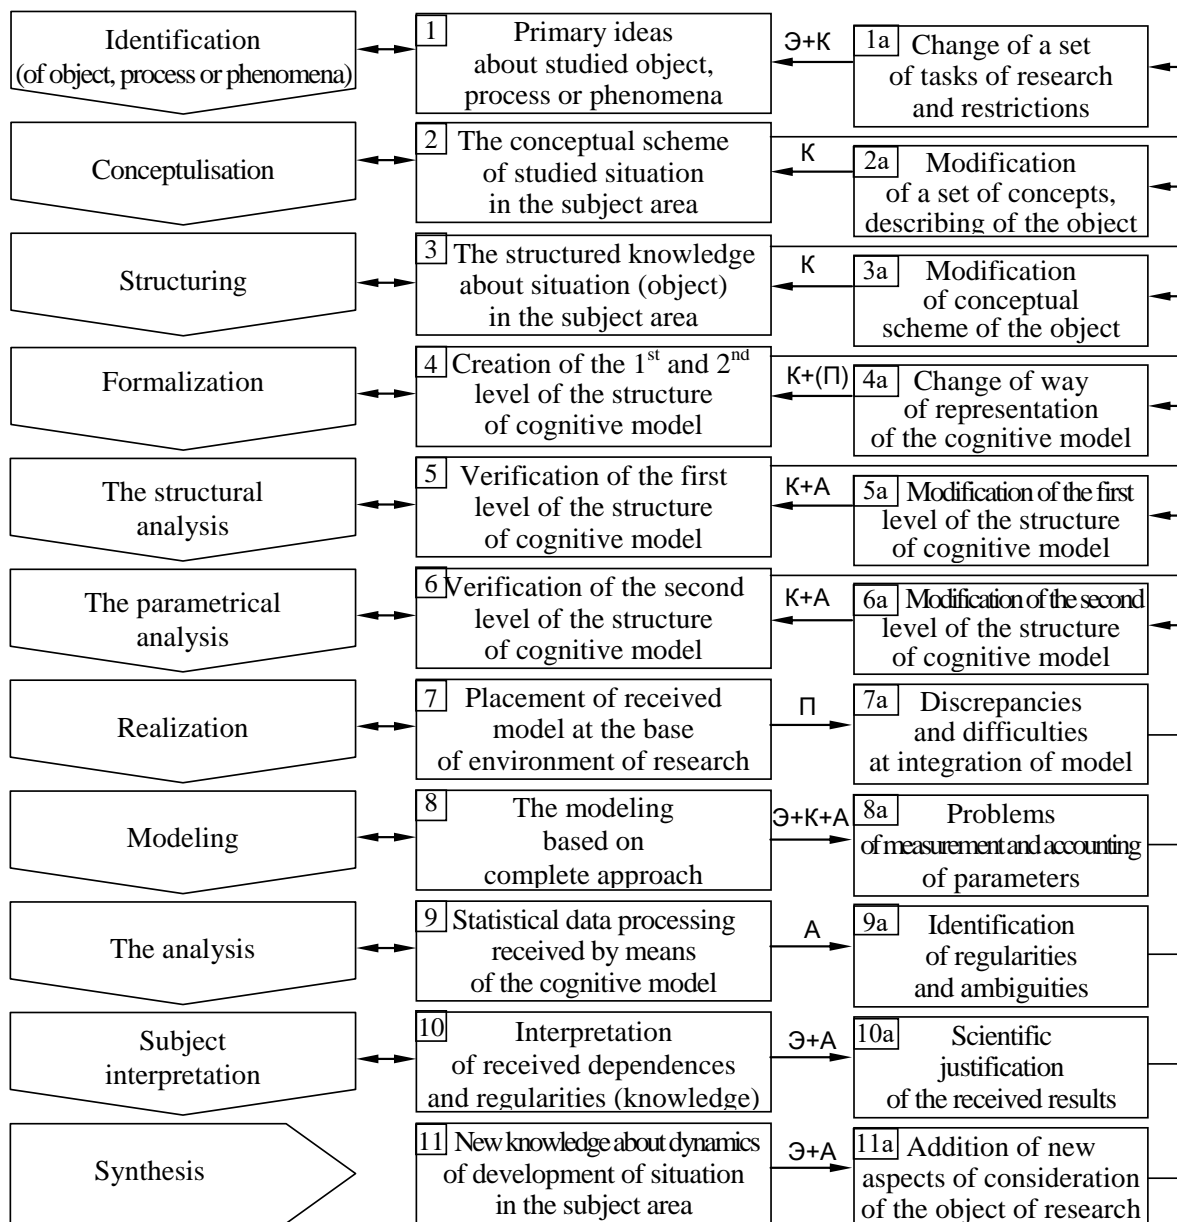 Identification
(of object, process or phenomena)
1
Primary ideas
about studied object,
process or phenomena
Э+К
1a
Change of a set
of tasks of research
and restrictions
Conceptulisation
2
The conceptual scheme
of studied situation
in the subject area
К
2a
Modification
of a set of concepts,
describing of the object
Structuring
3
The structured knowledge
about situation (object)
in the subject area
К
3a
Modification
of conceptual
scheme of the object
Formalization
4
Creation of the 1st and 2nd
level of the structure
of cognitive model
К+(П)
4a
Change of way
of representation
of the cognitive model
The structural
analysis
5
Verification of the first
level of the structure
of cognitive model
К+А
5a
Modification of the first
level of the structure
of cognitive model
The parametrical
analysis
6
Verification of the second
level of the structure
of cognitive model
К+А
6a
Modification of the second
level of the structure
of cognitive model
Realization
7
Placement of received
model at the base
of environment of research
П
7a
Discrepancies
and difficulties
at integration of model
Modeling
8
The modeling
based on
complete approach
Э+К+А
8a
Problems
of measurement and accounting
of parameters
The analysis
9
Statistical data processing
received by means
of the cognitive model
А
9a
Identification
of regularities
and ambiguities
Subject
interpretation
10
Interpretation
of received dependences
and regularities (knowledge)
Э+А
10a
Scientific
justification
of the received results
Synthesis
11
New knowledge about dynamics
of development of situation
in the subject area
Э+А
11a
Addition of new
aspects of consideration
of the object of research